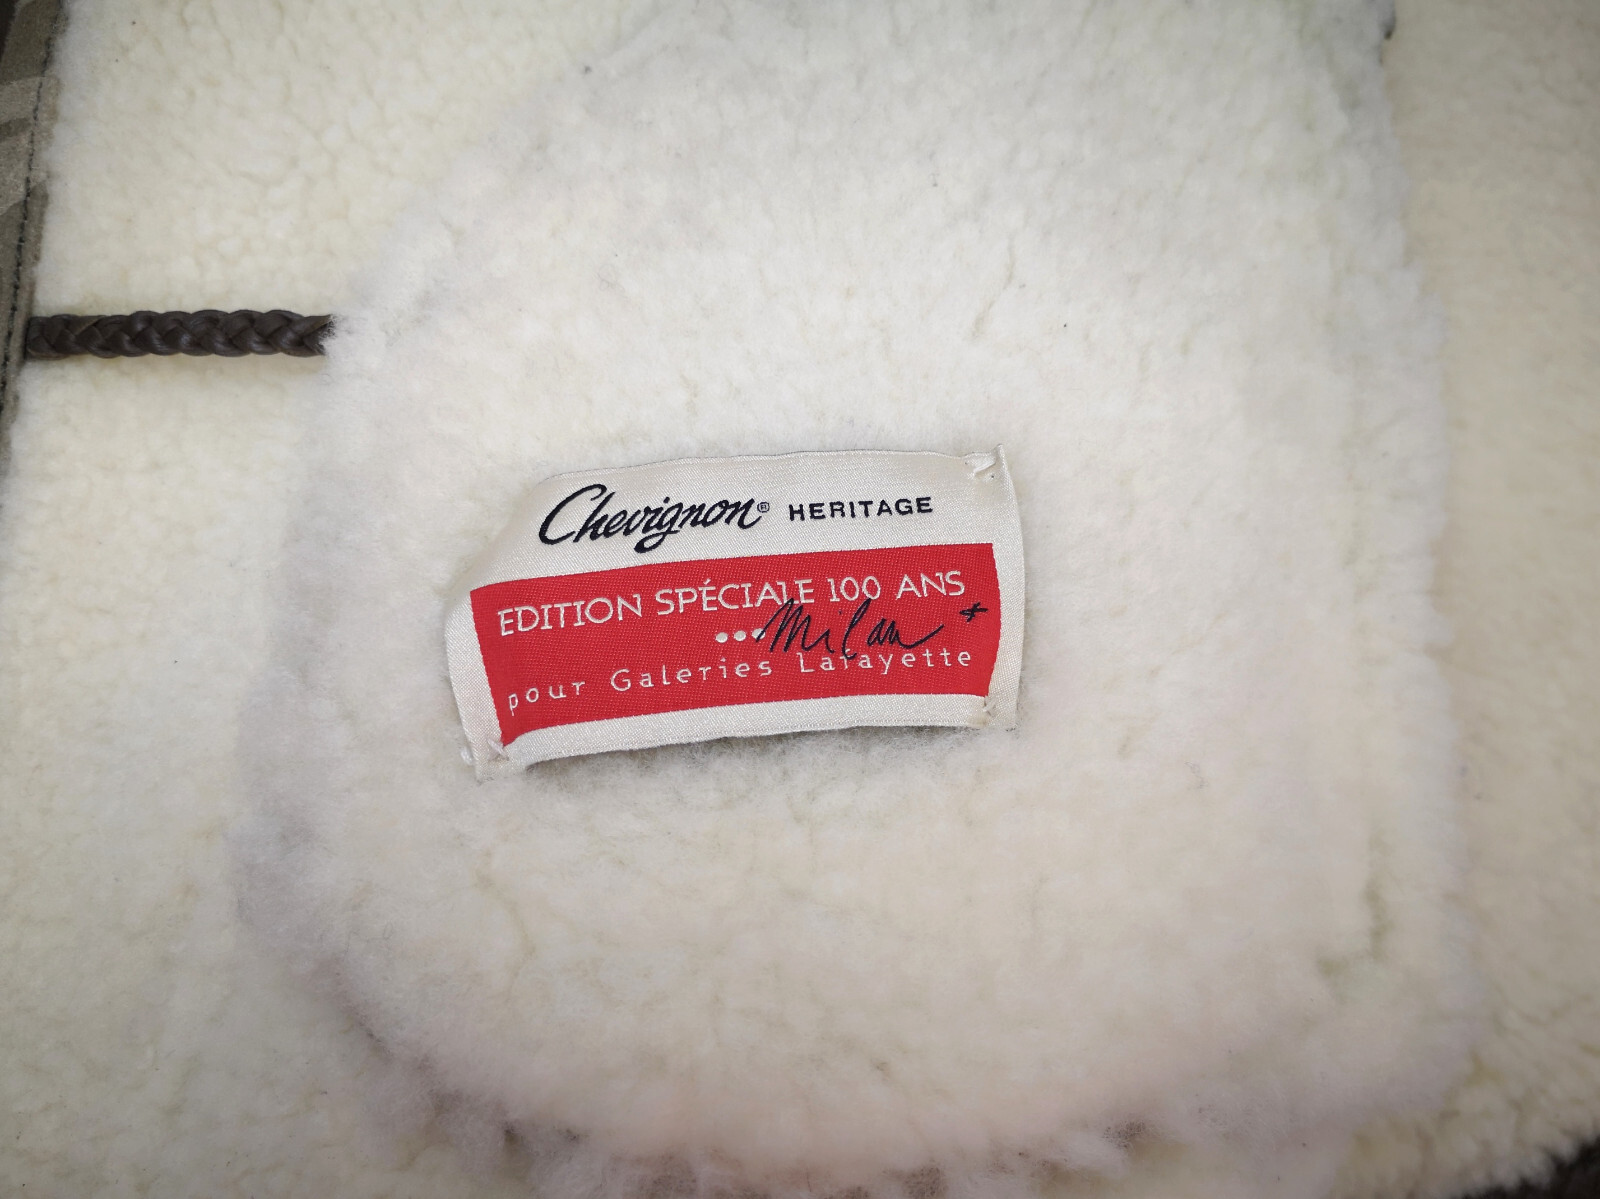 Chevignon® HERITAGE
EDITION SPÉCIALE 100 ANS
...Milan *
pour Galeries Lafayette